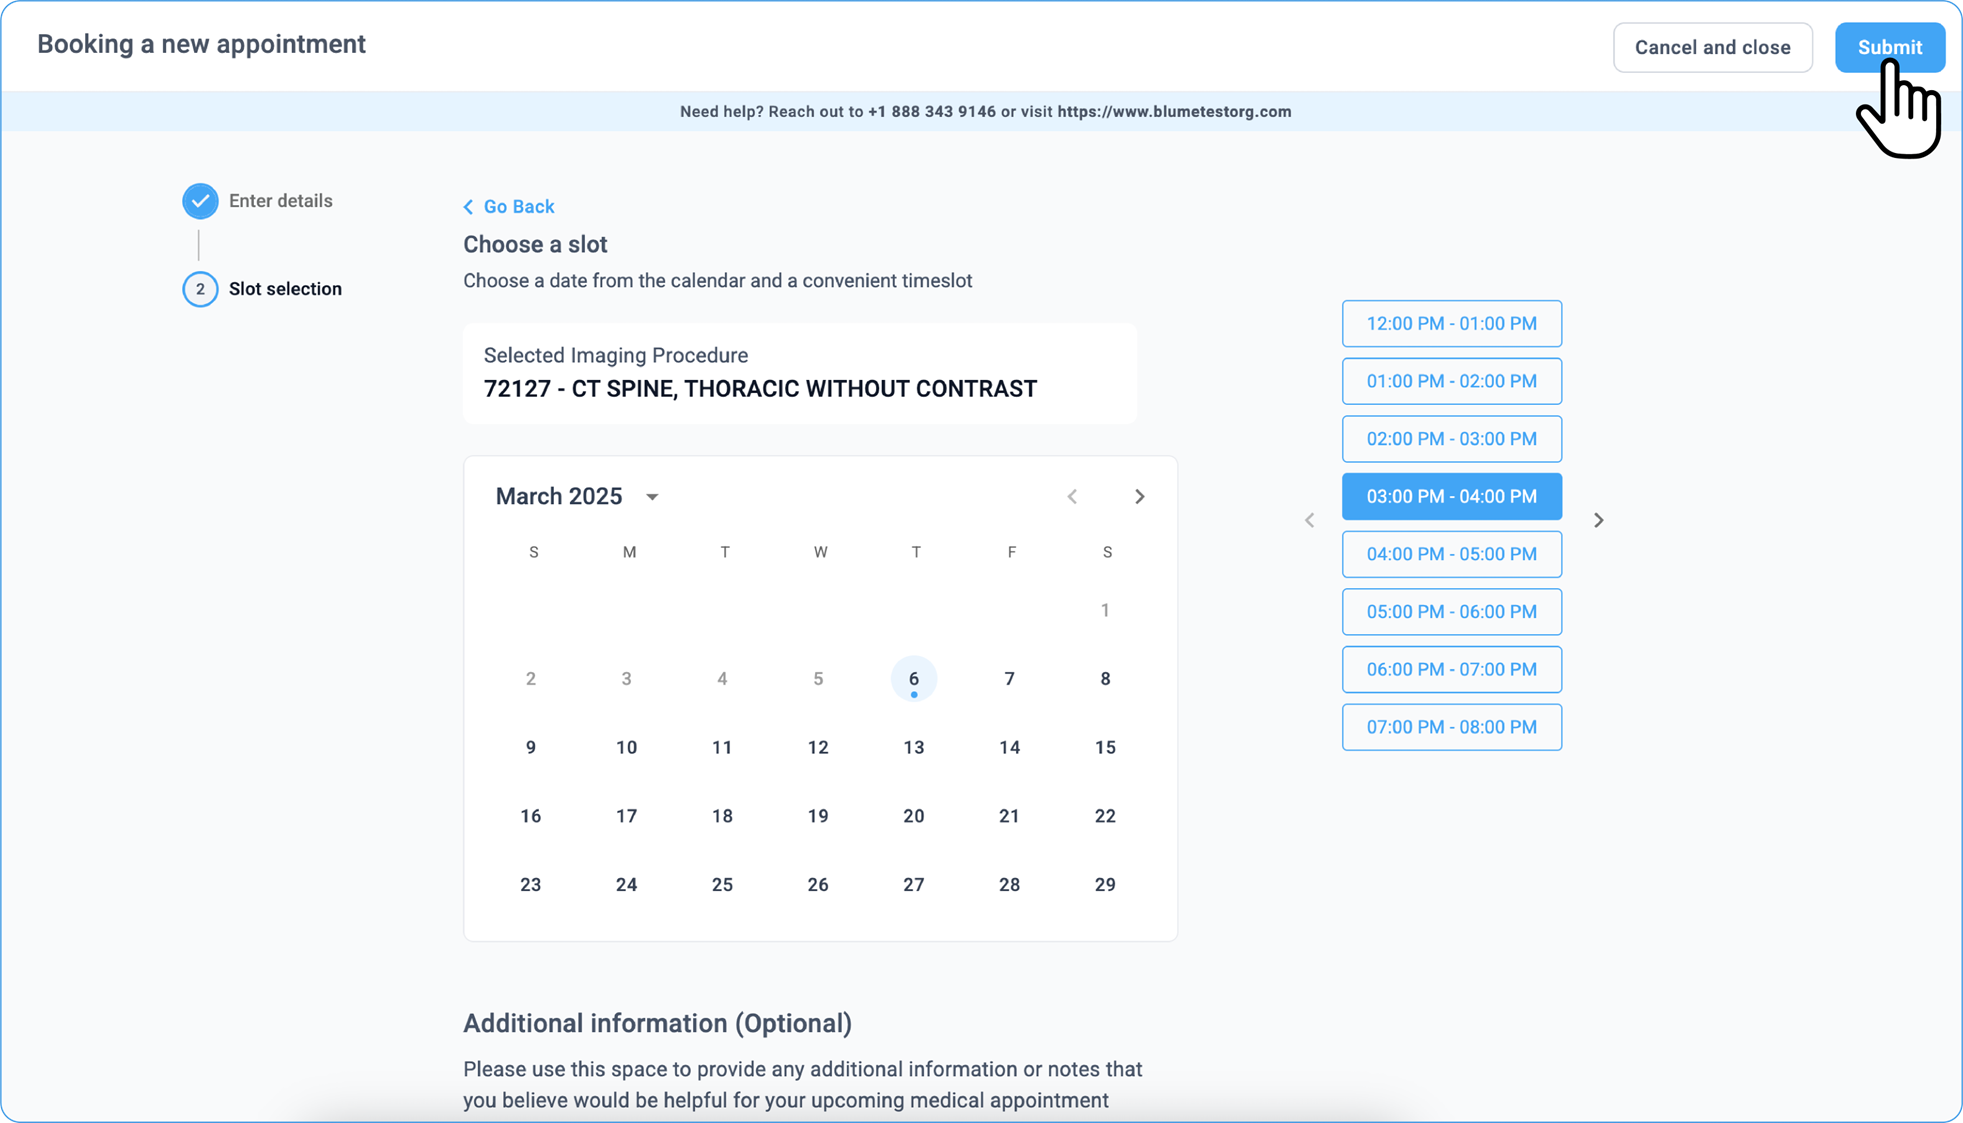 Booking a new appointment
Cancel and close
Submit
Need help? Reach out to +1 888 343 9146 or visit https://www.blumetestorg.com
Enter details
2 Slot selection
Go Back
Choose a slot
Choose a date from the calendar and a convenient timeslot
Selected Imaging Procedure
72127 - CT SPINE, THORACIC WITHOUT CONTRAST
March 2025
S M T W T F S
1
2 3 4 5 6 7 8
9 10 11 12 13 14 15
16 17 18 19 20 21 22
23 24 25 26 27 28 29
12:00 PM - 01:00 PM
01:00 PM - 02:00 PM
02:00 PM - 03:00 PM
03:00 PM - 04:00 PM
04:00 PM - 05:00 PM
05:00 PM - 06:00 PM
06:00 PM - 07:00 PM
07:00 PM - 08:00 PM
Additional information (Optional)
Please use this space to provide any additional information or notes that
you believe would be helpful for your upcoming medical appointment